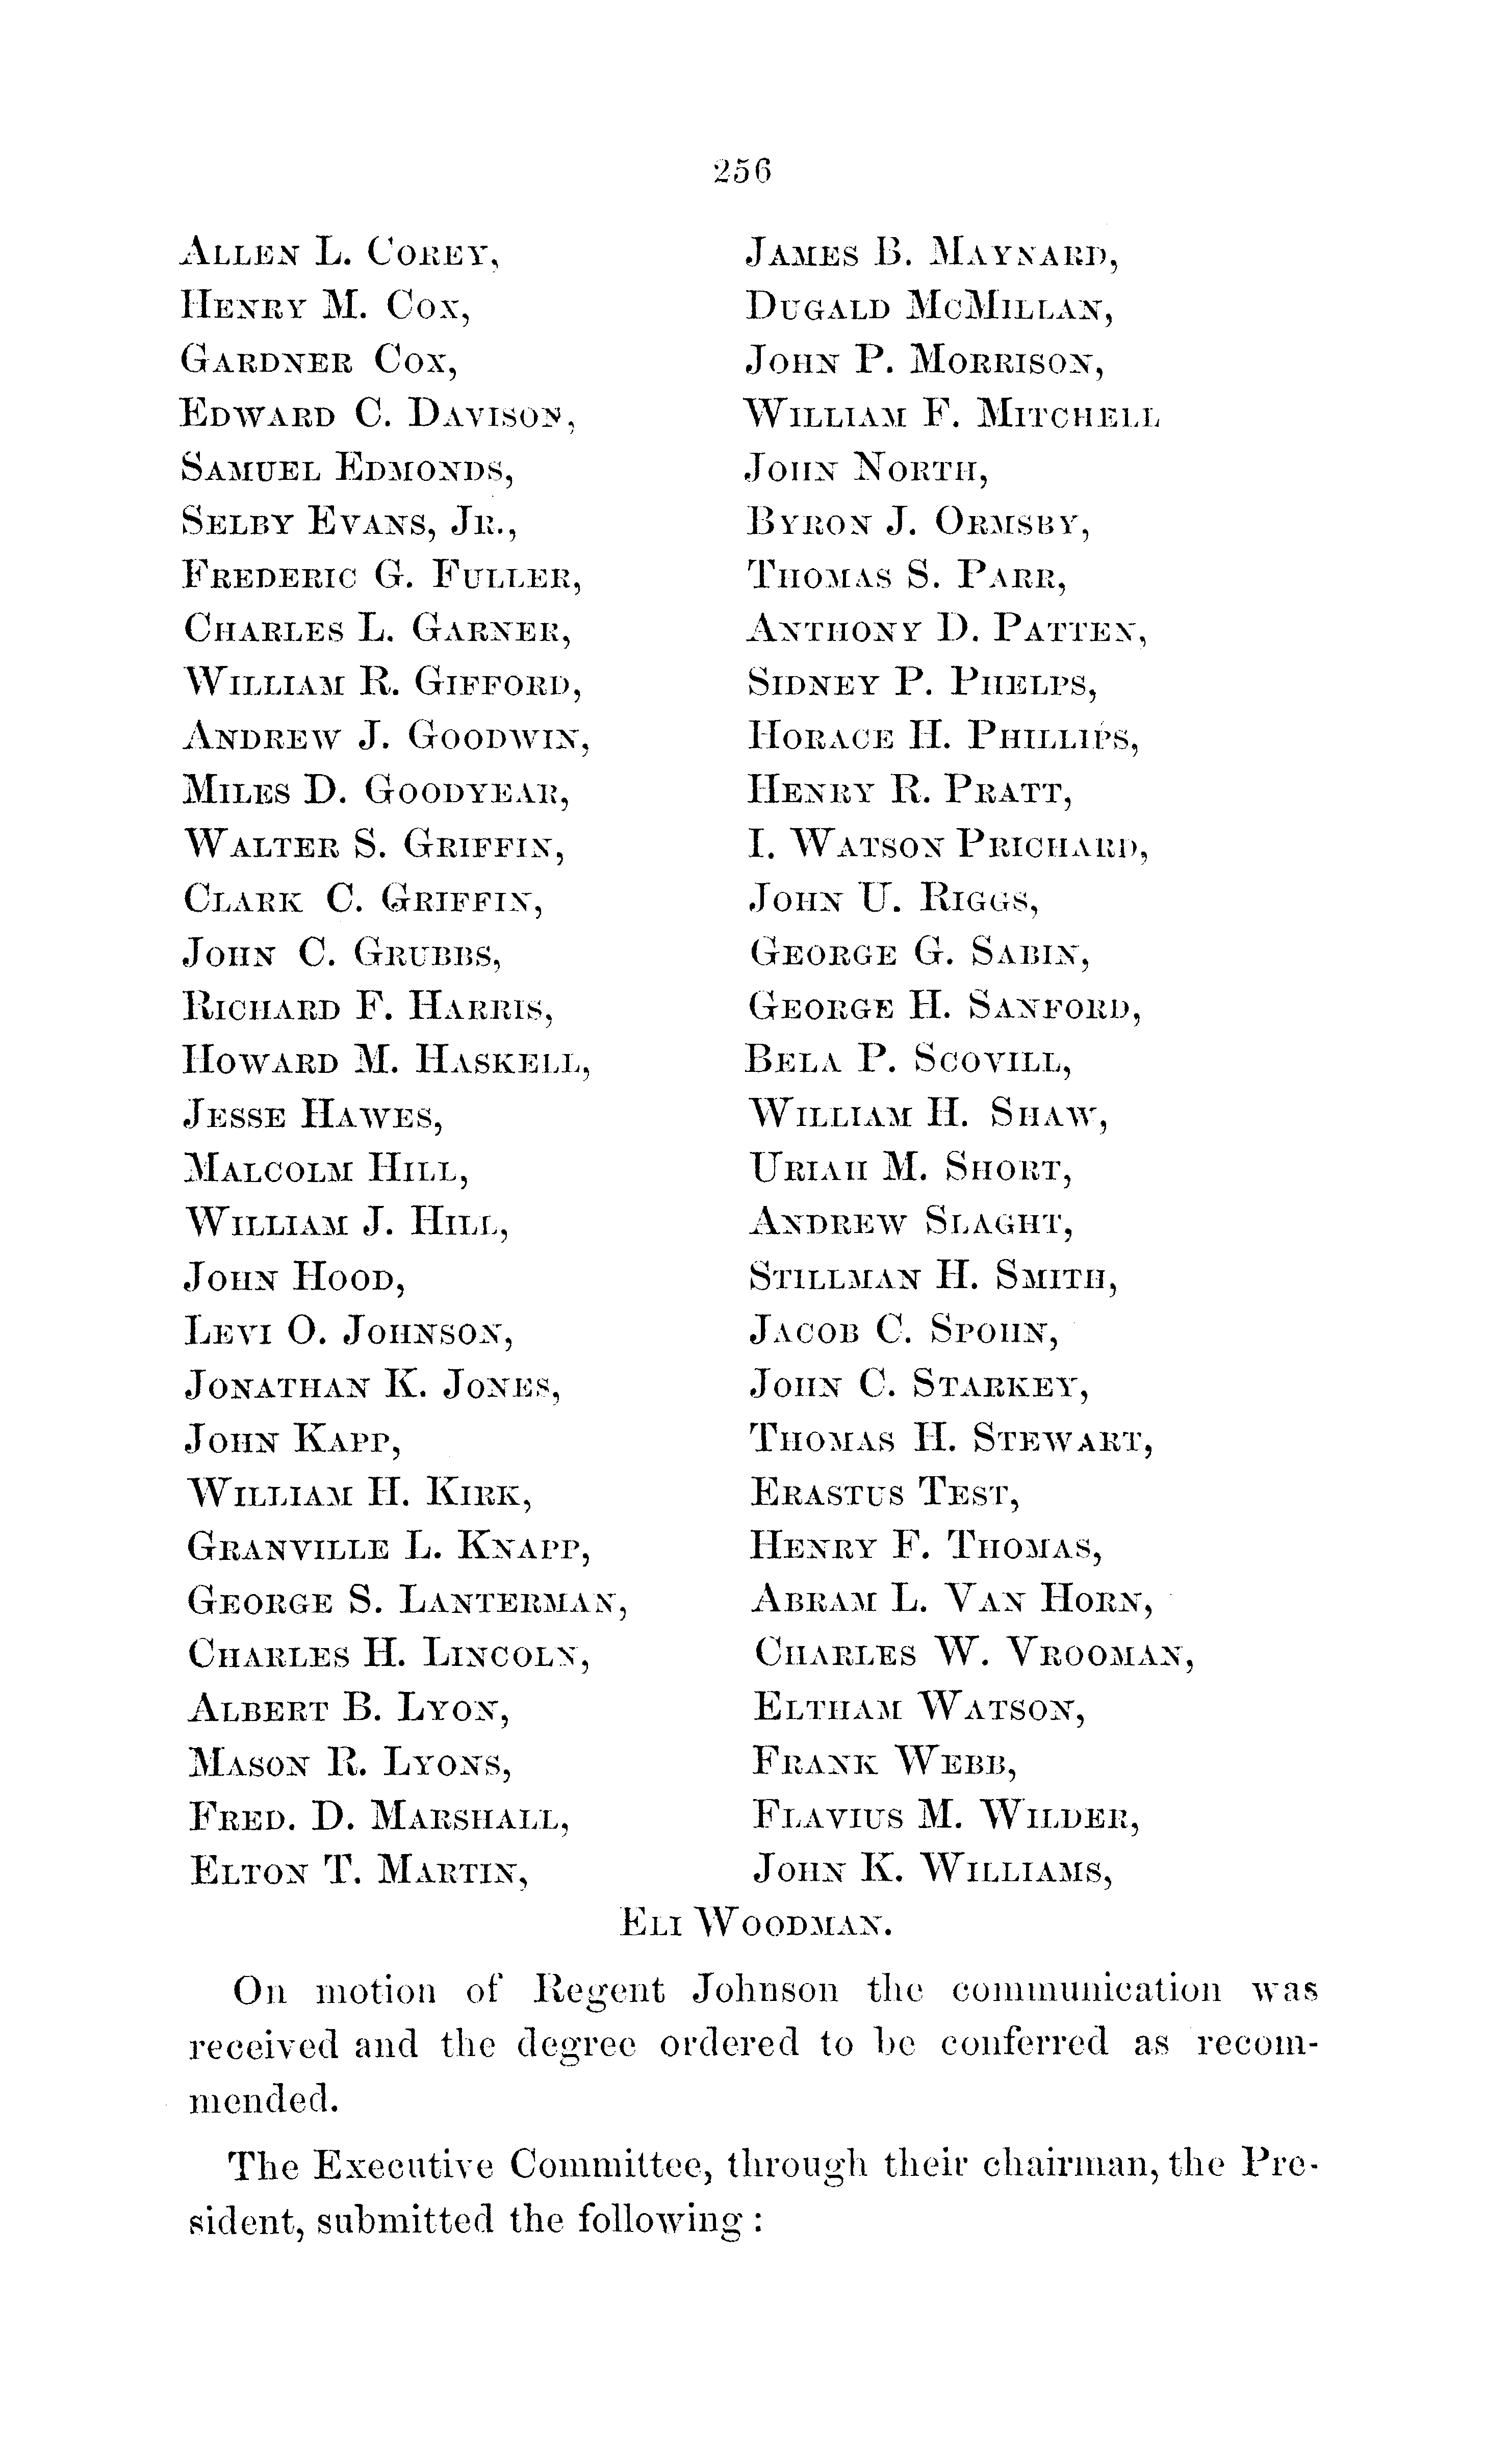 256
Allen L. Corey,
Henry M. Cox,
Gardner Cox,
Edward C. Davison,
Samuel Edmonds,
Selby Evans, Jr.,
Frederic G. Fuller,
Charles L. Garner,
William R. Gifford,
Andrew J. Goodwin,
Miles D. Goodyear,
Walter S. Griffin,
Clark C. Griffin,
John C. Grubbs,
Richard F. Harris,
Howard M. Haskell,
Jesse Hawes,
Malcolm Hill,
William J. Hill,
John Hood,
Levi O. Johnson,
Jonathan K. Jones,
John Kapp,
William H. Kirk,
Granville L. Knapp,
George S. Lanterman,
Charles H. Lincoln,
Albert B. Lyon,
Mason R. Lyons,
Fred. D. Marshall,
Elton T. Martin,
James B. Maynard,
Dugald McMillan,
John P. Morrison,
William F. Mitchell
John North,
Byron J. Ormsby,
Thomas S. Parr,
Anthony D. Patten,
Sidney P. Phelps,
Horace H. Phillips,
Henry R. Pratt,
I. Watson Prichard,
John U. Riggs,
George G. Sabin,
George H. Sanford,
Bela P. Scovill,
William H. Shaw,
Uriah M. Short,
Andrew Slaght,
Stillman H. Smith,
Jacob C. Spohn,
John C. Starkey,
Thomas H. Stewart,
Erastus Test,
Henry F. Thomas,
Abram L. Van Horn,
Charles W. Vrooman,
Eltham Watson,
Frank Webb,
Flavius M. Wilder,
John K. Williams,
Eli Woodman.
On motion of Regent Johnson the communication was
received and the degree ordered to be conferred as recom-
mended.
The Executive Committee, through their chairman, the Pre-
sident, submitted the following :